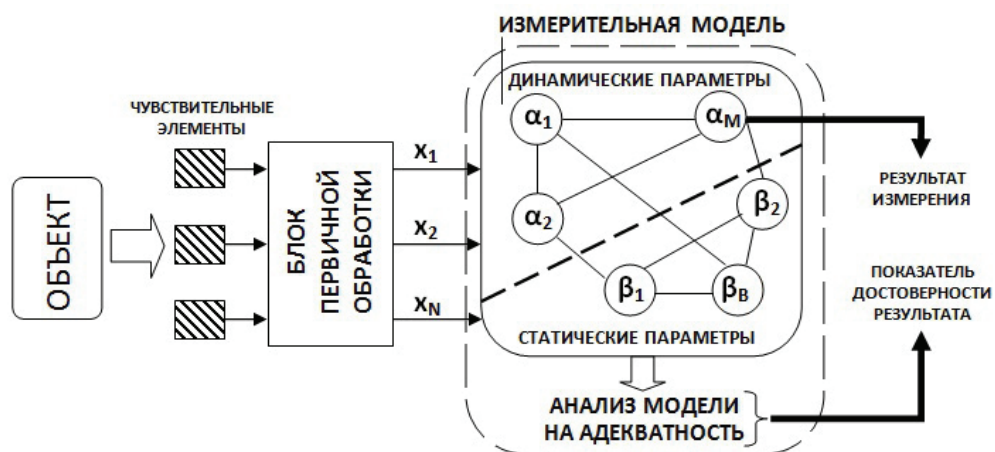 ИЗМЕРИТЕЛЬНАЯ МОДЕЛЬ
ЧУВСТВИТЕЛЬНЫЕ
ЭЛЕМЕНТЫ
ОБЪЕКТ
БЛОК
ПЕРВИЧНОЙ
ОБРАБОТКИ
X1
X2
XN
ДИНАМИЧЕСКИЕ ПАРАМЕТРЫ
α1
αM
α2
β2
β1
βB
СТАТИЧЕСКИЕ ПАРАМЕТРЫ
АНАЛИЗ МОДЕЛИ
НА АДЕКВАТНОСТЬ
РЕЗУЛЬТАТ
ИЗМЕРЕНИЯ
ПОКАЗАТЕЛЬ
ДОСТОВЕРНОСТИ
РЕЗУЛЬТАТА